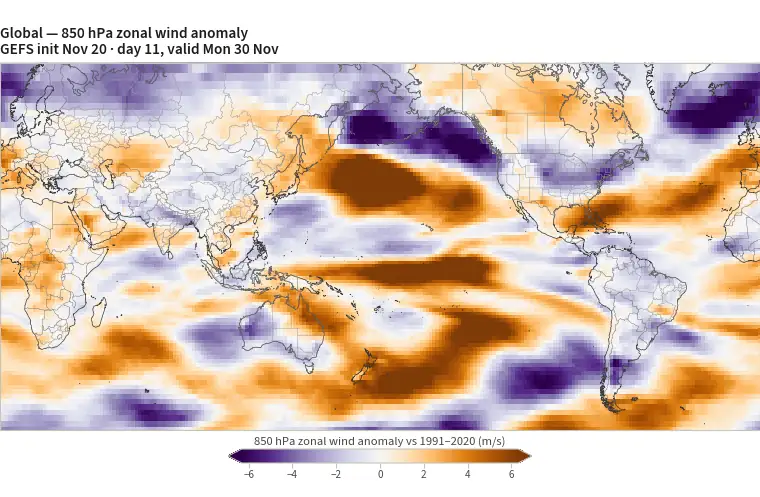 Global — 850 hPa zonal wind anomaly
GEFS init Nov 20 · day 11, valid Mon 30 Nov
850 hPa zonal wind anomaly vs 1991–2020 (m/s)
−6 −4 −2 0 2 4 6